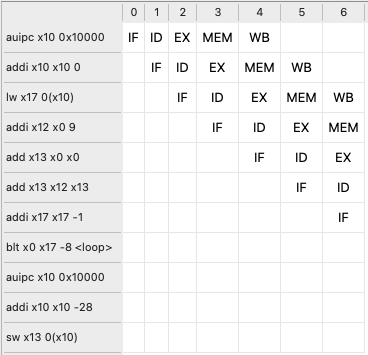 0 1 2 3 4 5 6
auipc x10 0x10000 IF ID EX MEM WB
addi x10 x10 0 IF ID EX MEM WB
lw x17 0(x10) IF ID EX MEM WB
addi x12 x0 9 IF ID EX MEM
add x13 x0 x0 IF ID EX
add x13 x12 x13 IF ID
addi x17 x17 -1 IF
blt x0 x17 -8 <loop>
auipc x10 0x10000
addi x10 x10 -28
sw x13 0(x10)